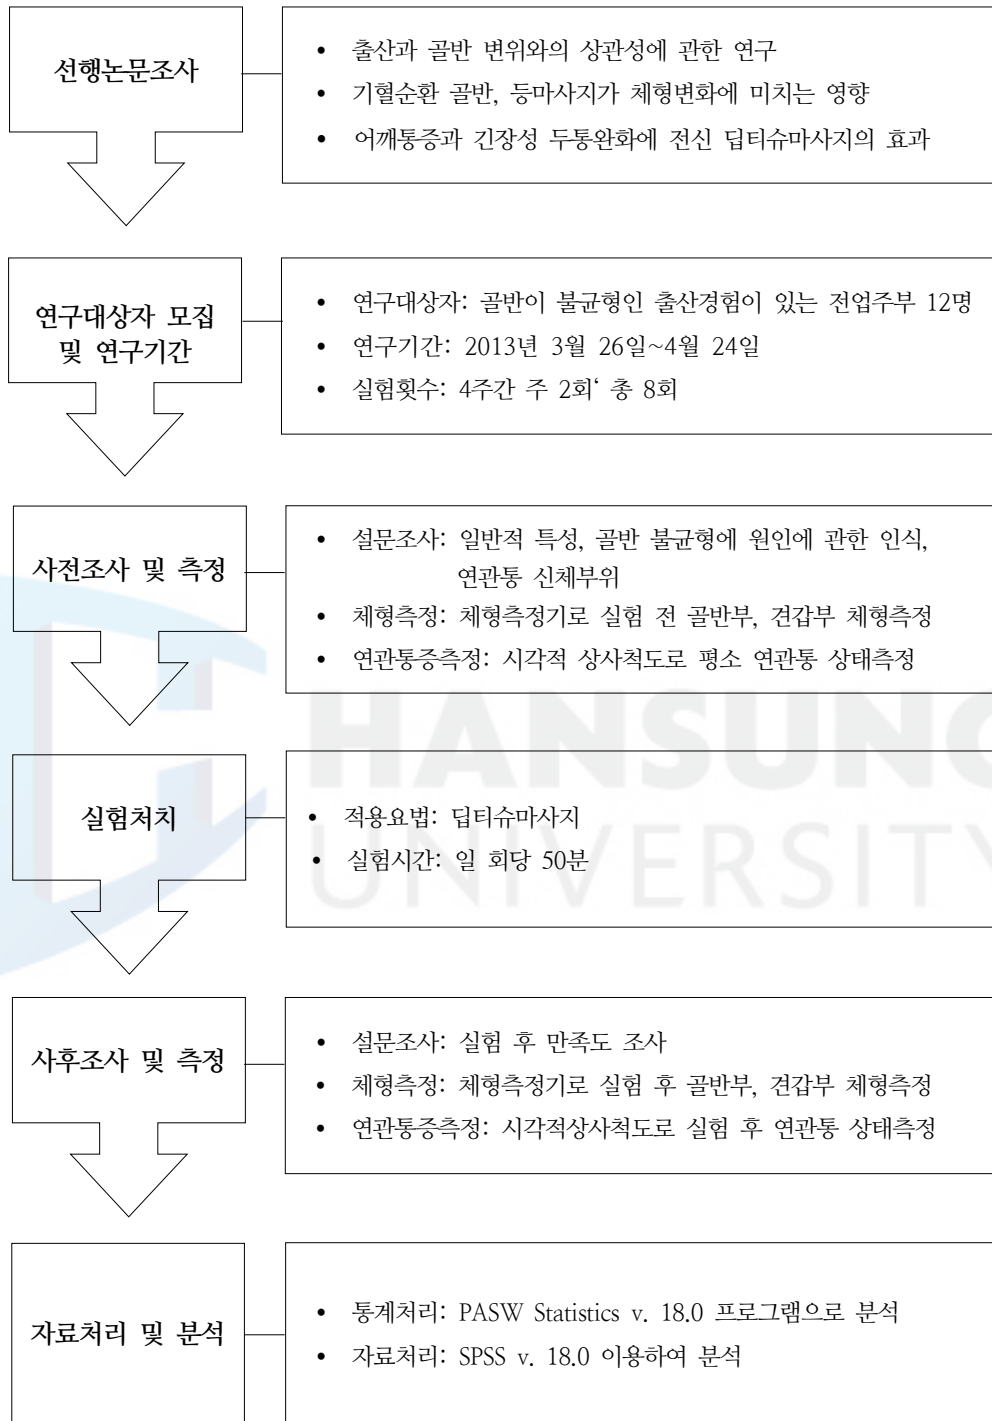 선행논문조사
• 출산과 골반 변위와의 상관성에 관한 연구
• 기혈순환 골반, 등마사지가 체형변화에 미치는 영향
• 어깨통증과 긴장성 두통완화에 전신 딥티슈마사지의 효과
연구대상자 모집
및 연구기간
• 연구대상자: 골반이 불균형인 출산경험이 있는 전업주부 12명
• 연구기간: 2013년 3월 26일~4월 24일
• 실험횟수: 4주간 주 2회‘ 총 8회
사전조사 및 측정
• 설문조사: 일반적 특성, 골반 불균형에 원인에 관한 인식,
연관통 신체부위
• 체형측정: 체형측정기로 실험 전 골반부, 견갑부 체형측정
• 연관통증측정: 시각적 상사척도로 평소 연관통 상태측정
실험처치
• 적용요법: 딥티슈마사지
• 실험시간: 일 회당 50분
사후조사 및 측정
• 설문조사: 실험 후 만족도 조사
• 체형측정: 체형측정기로 실험 후 골반부, 견갑부 체형측정
• 연관통증측정: 시각적상사척도로 실험 후 연관통 상태측정
자료처리 및 분석
• 통계처리: PASW Statistics v. 18.0 프로그램으로 분석
• 자료처리: SPSS v. 18.0 이용하여 분석
HANSUNG
UNIVERSITY